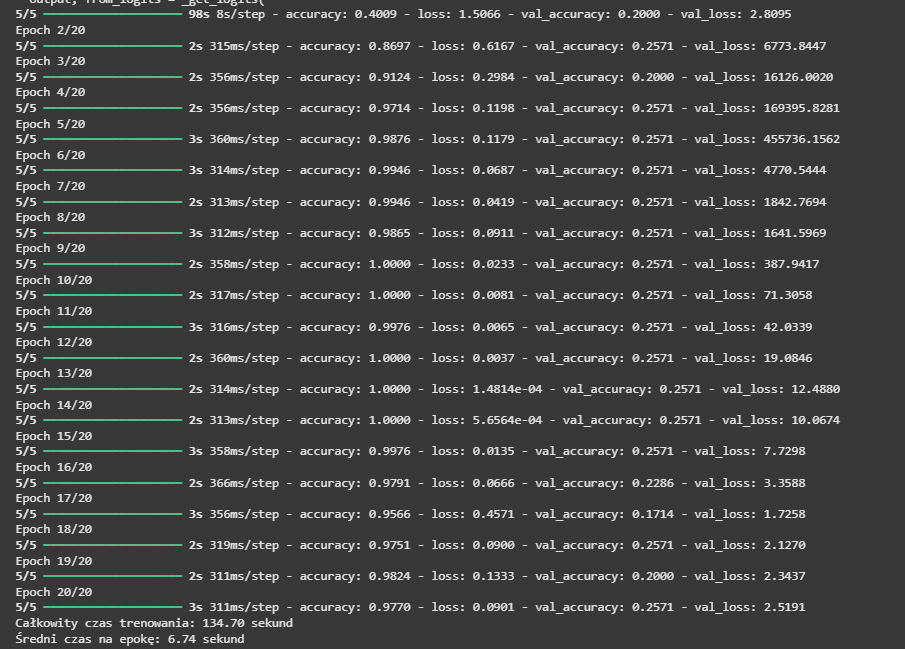 output, from_logits = _get_logits(
5/5 ━━━━━━━━━━━━━━━━━━━━ 98s 8s/step - accuracy: 0.4009 - loss: 1.5066 - val_accuracy: 0.2000 - val_loss: 2.8095
Epoch 2/20
5/5 ━━━━━━━━━━━━━━━━━━━━ 2s 315ms/step - accuracy: 0.8697 - loss: 0.6167 - val_accuracy: 0.2571 - val_loss: 6773.8447
Epoch 3/20
5/5 ━━━━━━━━━━━━━━━━━━━━ 2s 356ms/step - accuracy: 0.9124 - loss: 0.2984 - val_accuracy: 0.2000 - val_loss: 16126.0020
Epoch 4/20
5/5 ━━━━━━━━━━━━━━━━━━━━ 2s 356ms/step - accuracy: 0.9714 - loss: 0.1198 - val_accuracy: 0.2571 - val_loss: 169395.8281
Epoch 5/20
5/5 ━━━━━━━━━━━━━━━━━━━━ 3s 360ms/step - accuracy: 0.9876 - loss: 0.1179 - val_accuracy: 0.2571 - val_loss: 455736.1562
Epoch 6/20
5/5 ━━━━━━━━━━━━━━━━━━━━ 3s 314ms/step - accuracy: 0.9946 - loss: 0.0687 - val_accuracy: 0.2571 - val_loss: 4770.5444
Epoch 7/20
5/5 ━━━━━━━━━━━━━━━━━━━━ 2s 313ms/step - accuracy: 0.9946 - loss: 0.0419 - val_accuracy: 0.2571 - val_loss: 1842.7694
Epoch 8/20
5/5 ━━━━━━━━━━━━━━━━━━━━ 3s 312ms/step - accuracy: 0.9865 - loss: 0.0911 - val_accuracy: 0.2571 - val_loss: 1641.5969
Epoch 9/20
5/5 ━━━━━━━━━━━━━━━━━━━━ 2s 358ms/step - accuracy: 1.0000 - loss: 0.0233 - val_accuracy: 0.2571 - val_loss: 387.9417
Epoch 10/20
5/5 ━━━━━━━━━━━━━━━━━━━━ 2s 317ms/step - accuracy: 1.0000 - loss: 0.0081 - val_accuracy: 0.2571 - val_loss: 71.3058
Epoch 11/20
5/5 ━━━━━━━━━━━━━━━━━━━━ 3s 316ms/step - accuracy: 0.9976 - loss: 0.0065 - val_accuracy: 0.2571 - val_loss: 42.0339
Epoch 12/20
5/5 ━━━━━━━━━━━━━━━━━━━━ 2s 360ms/step - accuracy: 1.0000 - loss: 0.0037 - val_accuracy: 0.2571 - val_loss: 19.0846
Epoch 13/20
5/5 ━━━━━━━━━━━━━━━━━━━━ 2s 314ms/step - accuracy: 1.0000 - loss: 1.4814e-04 - val_accuracy: 0.2571 - val_loss: 12.4880
Epoch 14/20
5/5 ━━━━━━━━━━━━━━━━━━━━ 2s 313ms/step - accuracy: 1.0000 - loss: 5.6564e-04 - val_accuracy: 0.2571 - val_loss: 10.0674
Epoch 15/20
5/5 ━━━━━━━━━━━━━━━━━━━━ 3s 358ms/step - accuracy: 0.9976 - loss: 0.0135 - val_accuracy: 0.2571 - val_loss: 7.7298
Epoch 16/20
5/5 ━━━━━━━━━━━━━━━━━━━━ 2s 366ms/step - accuracy: 0.9791 - loss: 0.0666 - val_accuracy: 0.2286 - val_loss: 3.3588
Epoch 17/20
5/5 ━━━━━━━━━━━━━━━━━━━━ 3s 356ms/step - accuracy: 0.9566 - loss: 0.4571 - val_accuracy: 0.1714 - val_loss: 1.7258
Epoch 18/20
5/5 ━━━━━━━━━━━━━━━━━━━━ 2s 319ms/step - accuracy: 0.9751 - loss: 0.0900 - val_accuracy: 0.2571 - val_loss: 2.1270
Epoch 19/20
5/5 ━━━━━━━━━━━━━━━━━━━━ 2s 311ms/step - accuracy: 0.9824 - loss: 0.1333 - val_accuracy: 0.2000 - val_loss: 2.3437
Epoch 20/20
5/5 ━━━━━━━━━━━━━━━━━━━━ 3s 311ms/step - accuracy: 0.9770 - loss: 0.0901 - val_accuracy: 0.2571 - val_loss: 2.5191
Całkowity czas trenowania: 134.70 sekund
Średni czas na epokę: 6.74 sekund